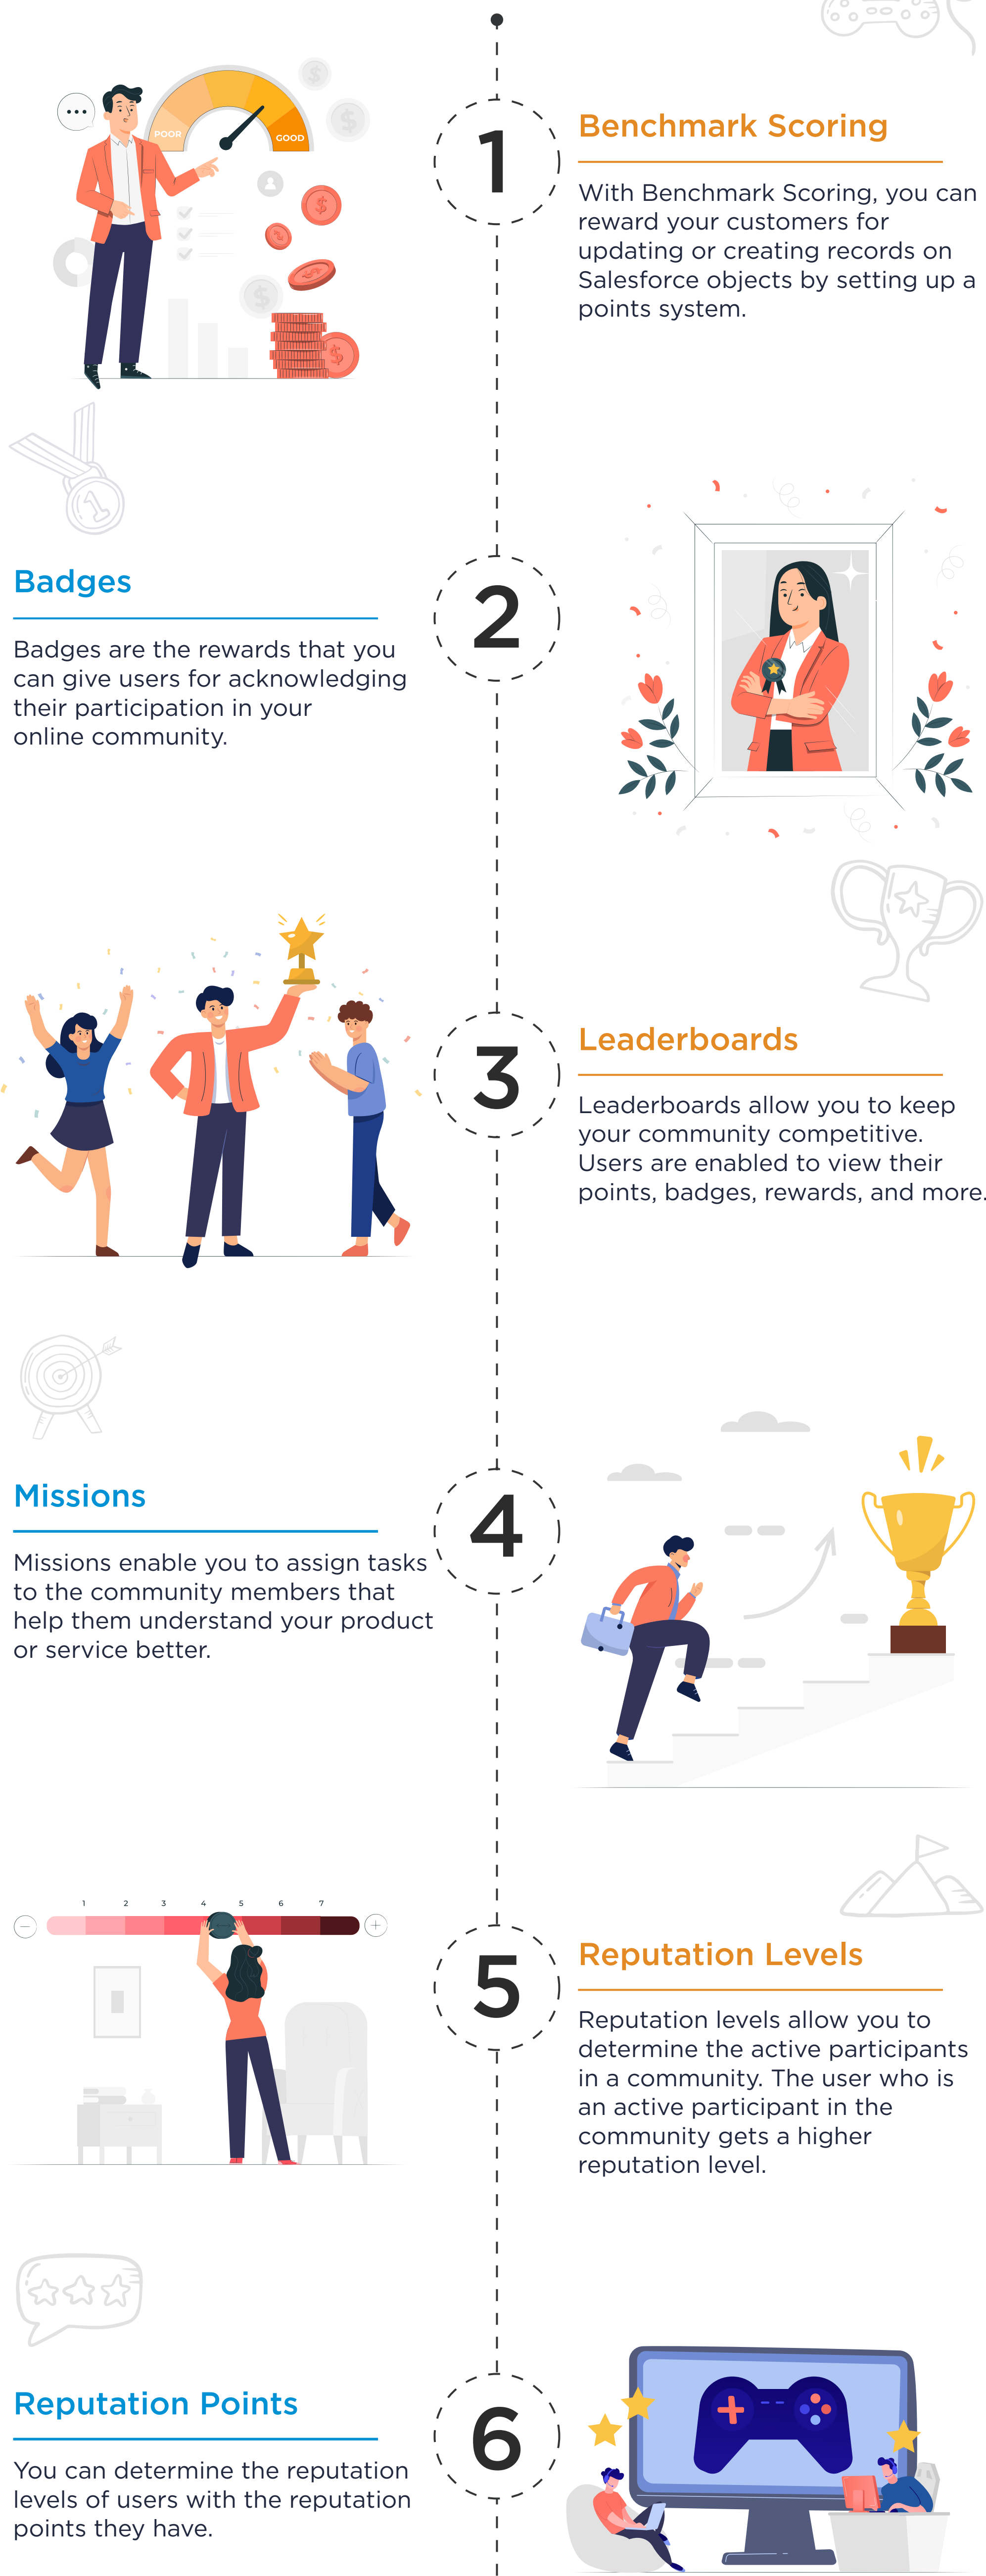 POOR
GOOD
1
Benchmark Scoring
With Benchmark Scoring, you can
reward your customers for
updating or creating records on
Salesforce objects by setting up a
points system.
1
Badges
2
Badges are the rewards that you
can give users for acknowledging
their participation in your
online community.
3
Leaderboards
Leaderboards allow you to keep
your community competitive.
Users are enabled to view their
points, badges, rewards, and more.
Missions
4
Missions enable you to assign tasks
to the community members that
help them understand your product
or service better.
1 2 3 4 5 6 7
5
Reputation Levels
Reputation levels allow you to
determine the active participants
in a community. The user who is
an active participant in the
community gets a higher
reputation level.
Reputation Points
6
You can determine the reputation
levels of users with the reputation
points they have.